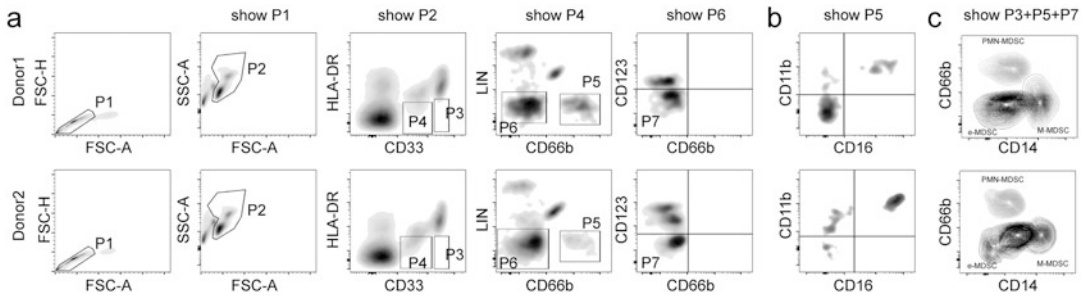 a
show P1
show P2
show P4
show P6
b
show P5
c
show P3+P5+P7
Donor1
FSC-H
P1
FSC-A
SSC-A
P2
FSC-A
HLA-DR
P4
P3
CD33
LIN
P5
P6
CD66b
CD123
P7
CD66b
CD11b
CD16
CD66b
PMN-MDSC
e-MDSC
M-MDSC
CD14
Donor2
FSC-H
P1
FSC-A
SSC-A
P2
FSC-A
HLA-DR
P4
P3
CD33
LIN
P5
P6
CD66b
CD123
P7
CD66b
CD11b
CD16
CD66b
PMN-MDSC
e-MDSC
M-MDSC
CD14